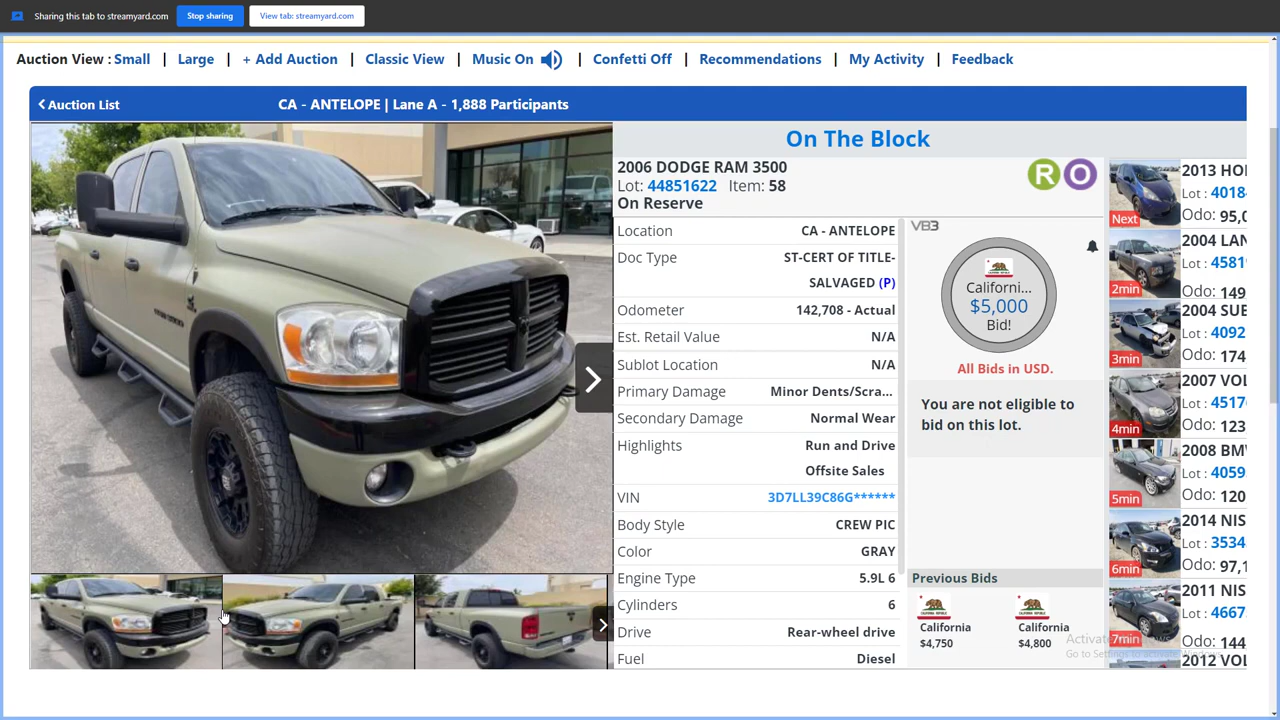 Sharing this tab to streamyard.com
Stop sharing
View tab: streamyard.com
Auction View : Small | Large | + Add Auction | Classic View | Music On | Confetti Off | Recommendations | My Activity | Feedback
Auction List
CA - ANTELOPE | Lane A - 1,888 Participants
On The Block
2006 DODGE RAM 3500
Lot: 44851622 Item: 58
On Reserve
R O
Location CA - ANTELOPE
Doc Type ST-CERT OF TITLE-
SALVAGED (P)
Odometer 142,708 - Actual
Est. Retail Value N/A
Sublot Location N/A
Primary Damage Minor Dents/Scra...
Secondary Damage Normal Wear
Highlights Run and Drive
Offsite Sales
VIN 3D7LL39C86G******
Body Style CREW PIC
Color GRAY
Engine Type 5.9L 6
Cylinders 6
Drive Rear-wheel drive
Fuel Diesel
VB3
Californi...
$5,000
Bid!
All Bids in USD.
You are not eligible to
bid on this lot.
Previous Bids
California
$4,750
California
$4,800
Next
2013 HO
Lot : 4018
Odo: 95,0
2min
2004 LAN
Lot : 4581
Odo: 149
3min
2004 SUB
Lot : 4092
Odo: 174
4min
2007 VOL
Lot : 4517
Odo: 123
5min
2008 BM
Lot : 4059
Odo: 120
6min
2014 NIS
Lot : 3534
Odo: 97,1
7min
2011 NIS
Lot : 4667
Odo: 144
2012 VOL
Activate Windows
Go to Settings to activate Windows.